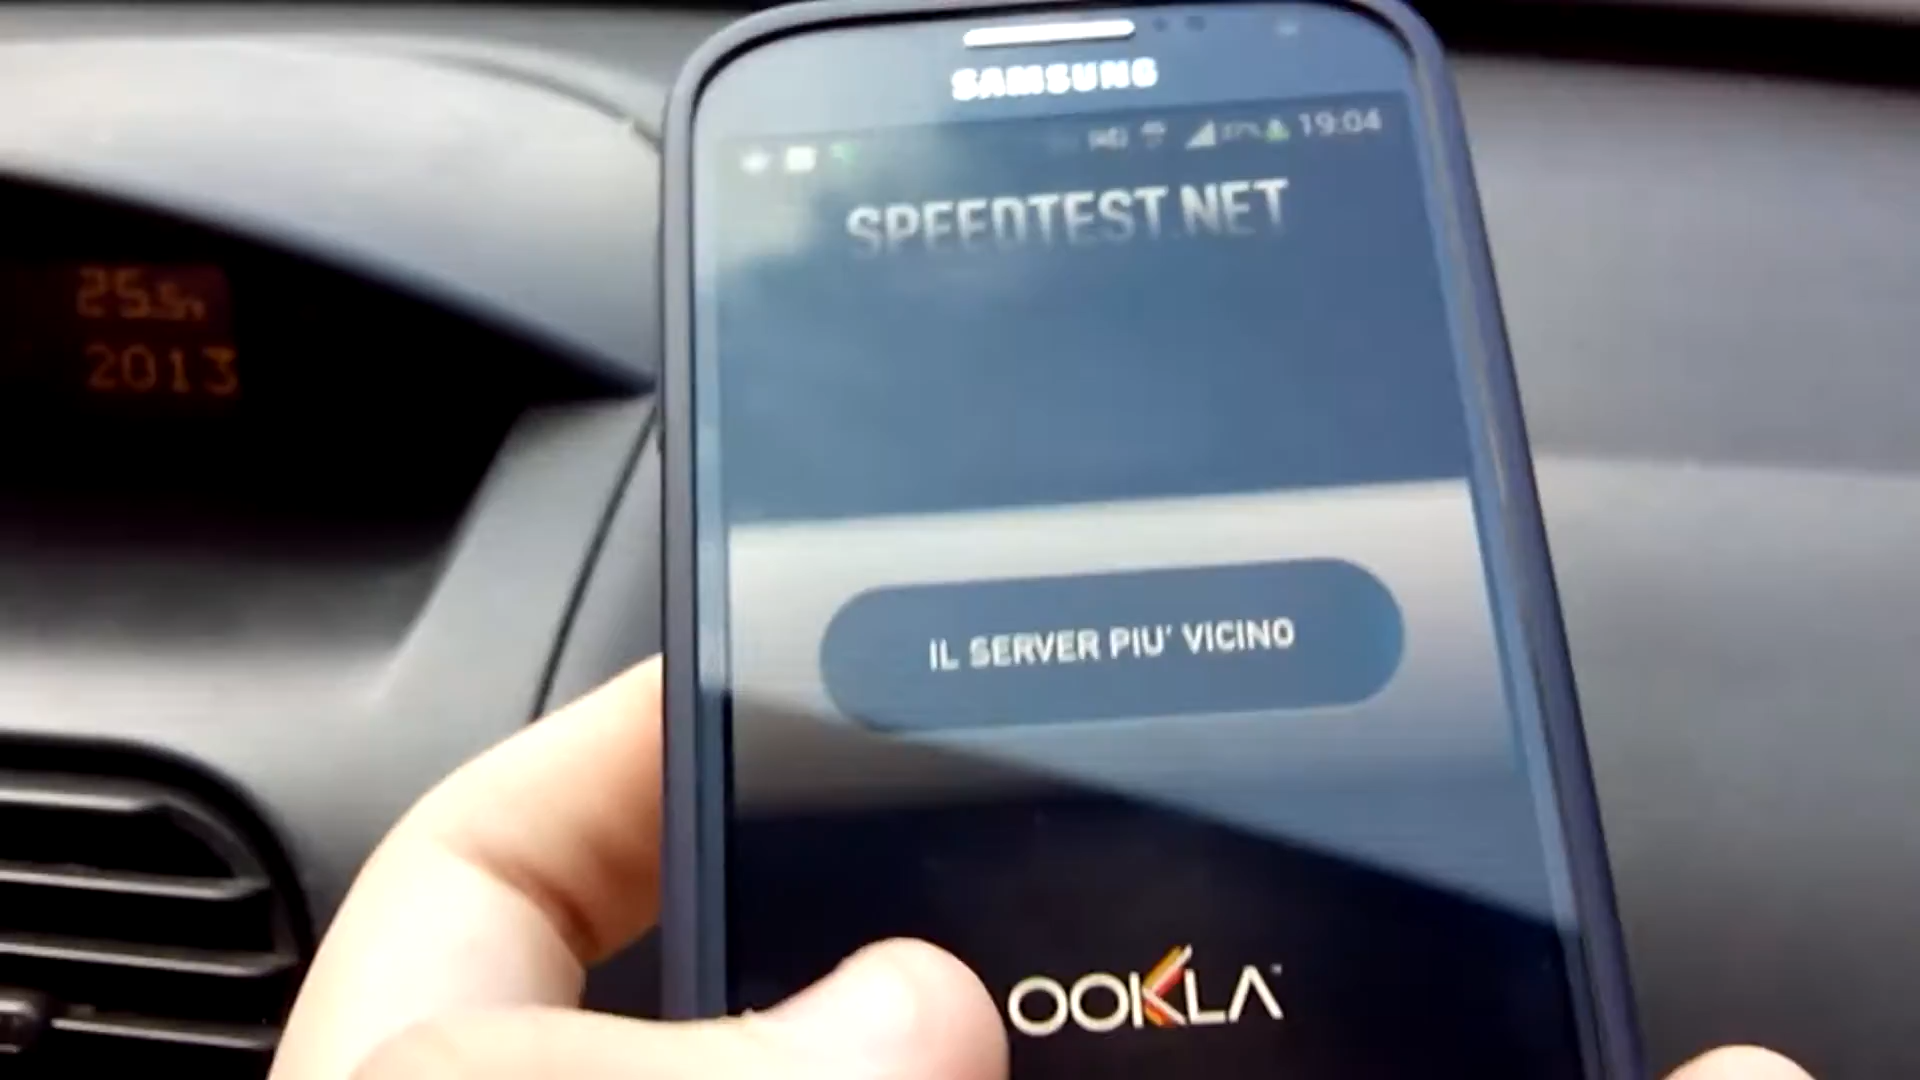 SAMSUNG
19:04
SPEEDTEST.NET
2013
IL SERVER PIU' VICINO
OOKLA